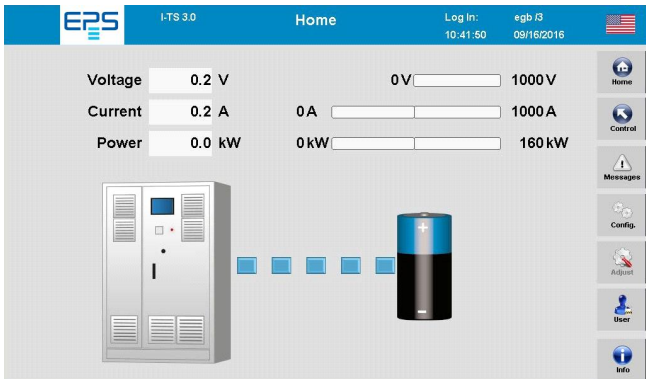 EPS
I-TS 3.0
Home
Log In:
egb /3
10:41:50
09/16/2016
Voltage 0.2 V 0 V 1000 V
Current 0.2 A 0 A 1000 A
Power 0.0 kW 0 kW 160 kW
Home
Control
Messages
Config.
Adjust
User
Info